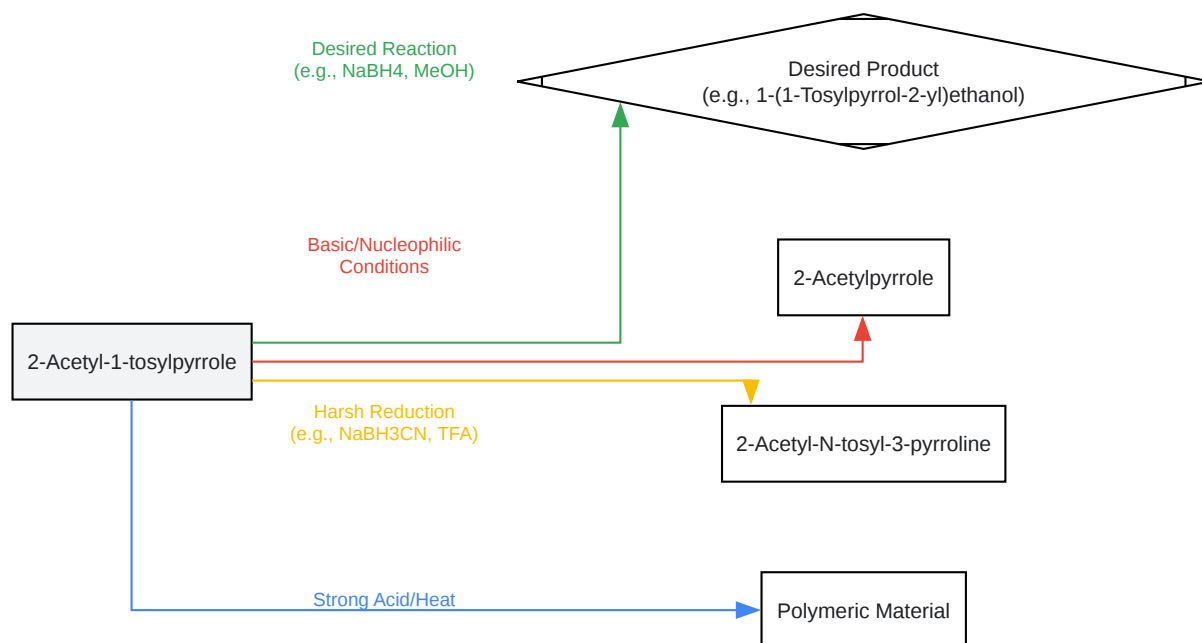 Desired Reaction
(e.g., NaBH4, MeOH)
Desired Product
(e.g., 1-(1-Tosylpyrrol-2-yl)ethanol)
Basic/Nucleophilic
Conditions
2-Acetylpyrrole
2-Acetyl-1-tosylpyrrole
Harsh Reduction
(e.g., NaBH3CN, TFA)
2-Acetyl-N-tosyl-3-pyrroline
Strong Acid/Heat
Polymeric Material